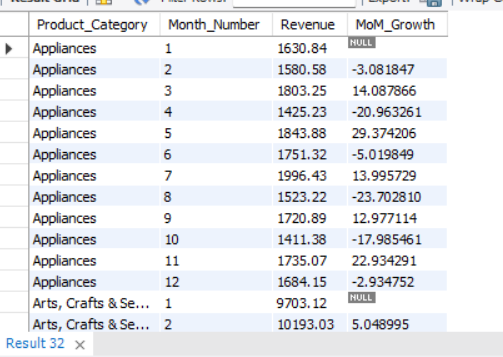 Product_Category Month_Number Revenue MoM_Growth
Appliances 1 1630.84 NULL
Appliances 2 1580.58 -3.081847
Appliances 3 1803.25 14.087866
Appliances 4 1425.23 -20.963261
Appliances 5 1843.88 29.374206
Appliances 6 1751.32 -5.019849
Appliances 7 1996.43 13.995729
Appliances 8 1523.22 -23.702810
Appliances 9 1720.89 12.977114
Appliances 10 1411.38 -17.985461
Appliances 11 1735.07 22.934291
Appliances 12 1684.15 -2.934752
Arts, Crafts & Se... 1 9703.12 NULL
Arts, Crafts & Se... 2 10193.03 5.048995
Result 32